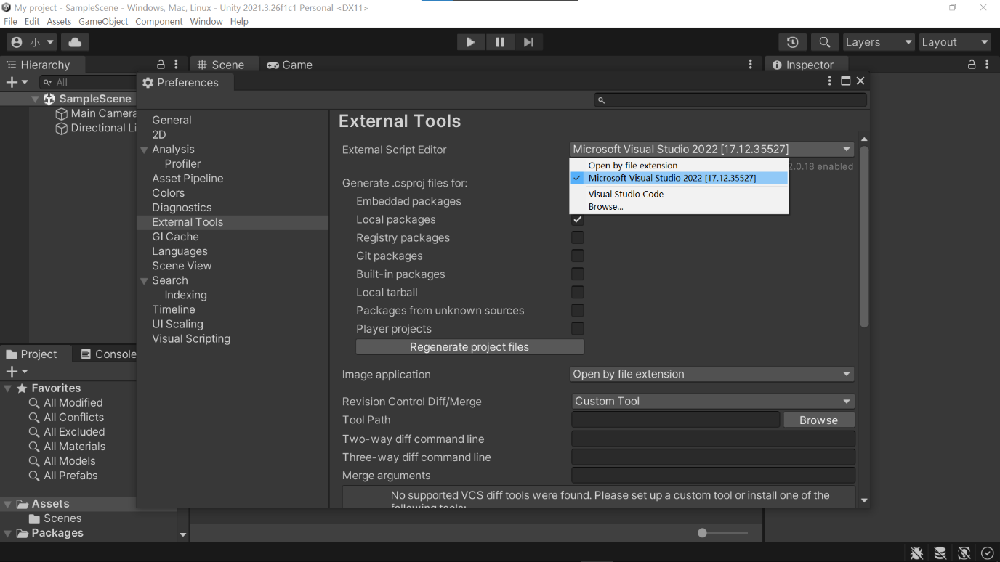 My project - SampleScene - Windows, Mac, Linux - Unity 2021.3.26f1c1 Personal <DX11>
File Edit Assets GameObject Component Window Help
小 Layers Layout
Hierarchy Scene Game Inspector
All
Preferences
SampleScene
Main Camera
Directional Li
General
2D
Analysis
Profiler
Asset Pipeline
Colors
Diagnostics
External Tools
GI Cache
Languages
Scene View
Search
Indexing
Timeline
UI Scaling
Visual Scripting
External Tools
External Script Editor Microsoft Visual Studio 2022 [17.12.35527]
Open by file extension
2.0.18 enabled
Microsoft Visual Studio 2022 [17.12.35527]
Visual Studio Code
Browse...
Generate .csproj files for:
Embedded packages
Local packages
Registry packages
Git packages
Built-in packages
Local tarball
Packages from unknown sources
Player projects
Regenerate project files
Image application Open by file extension
Revision Control Diff/Merge Custom Tool
Tool Path Browse
Two-way diff command line
Three-way diff command line
Merge arguments
No supported VCS diff tools were found. Please set up a custom tool or install one of the
following tools:
Project Console
Favorites
All Modified
All Conflicts
All Excluded
All Materials
All Models
All Prefabs
Assets
Scenes
Packages